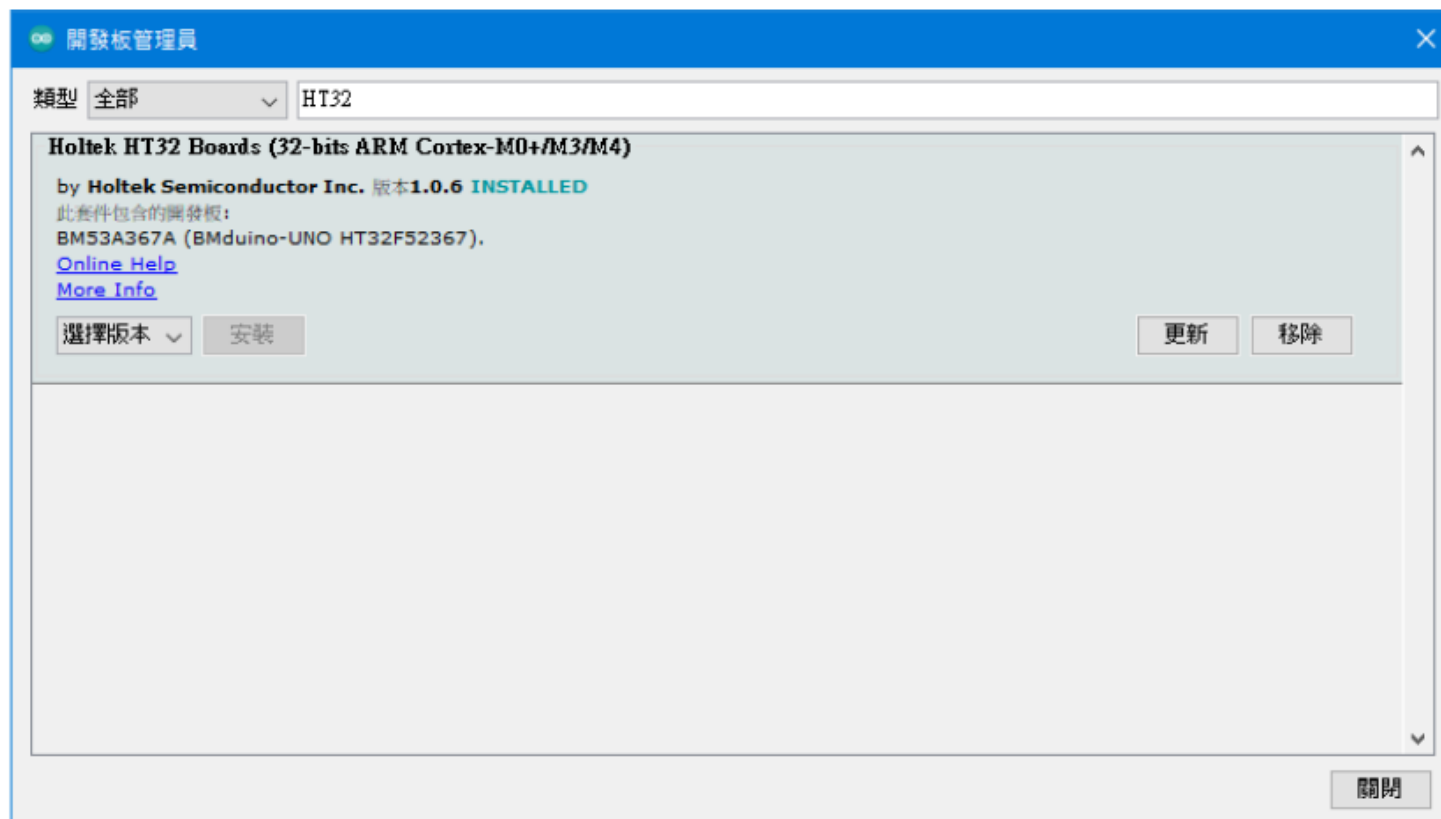 開發板管理員
類型 全部 HT32
Holtek HT32 Boards (32-bits ARM Cortex-M0+/M3/M4)
by Holtek Semiconductor Inc. 版本1.0.6 INSTALLED
此套件包含的開發板:
BM53A367A (BMduino-UNO HT32F52367).
Online Help
More Info
選擇版本 安裝 更新 移除
關閉